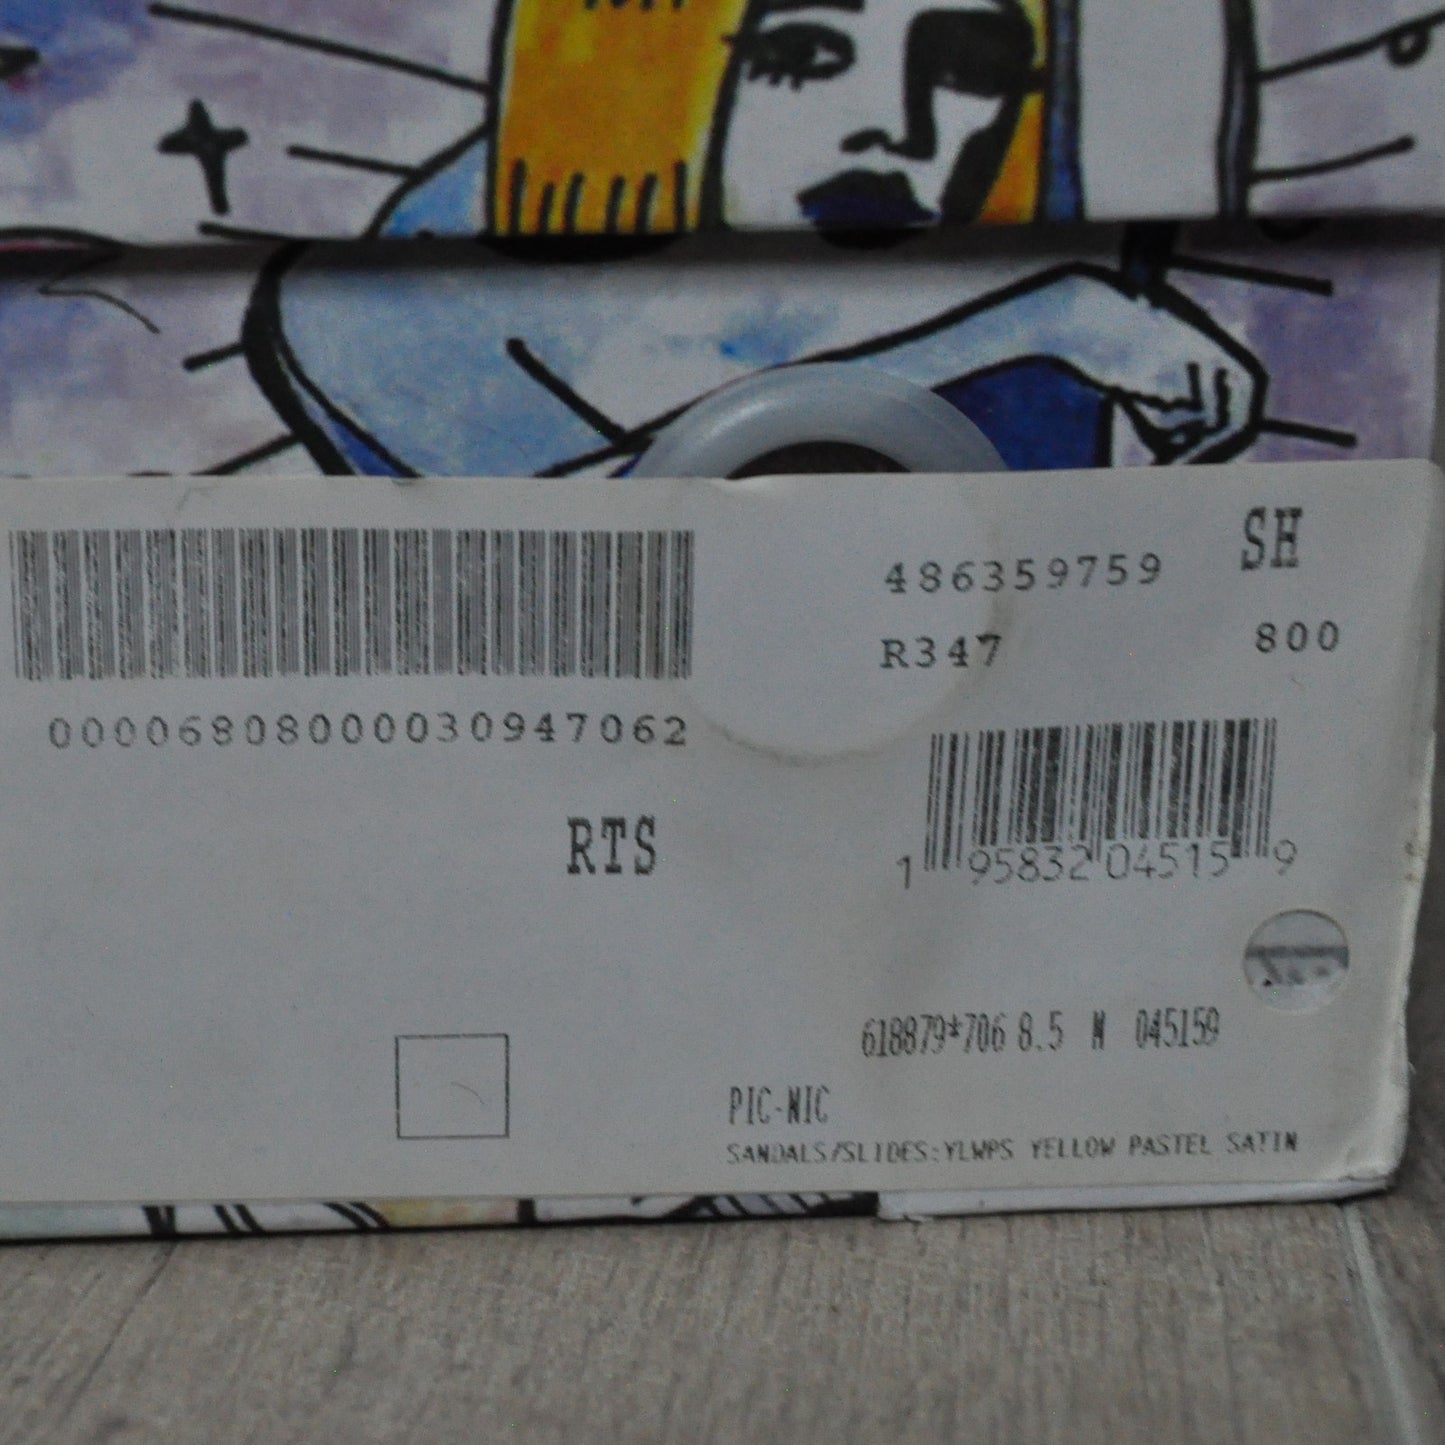 486359759 SH
R347 800
00006808000030947062
RTS
1 95832 04515 9
618879*706 8.5 M 045159
PIC-NIC
SANDALS/SLIDES:YLWPS YELLOW PASTEL SATIN